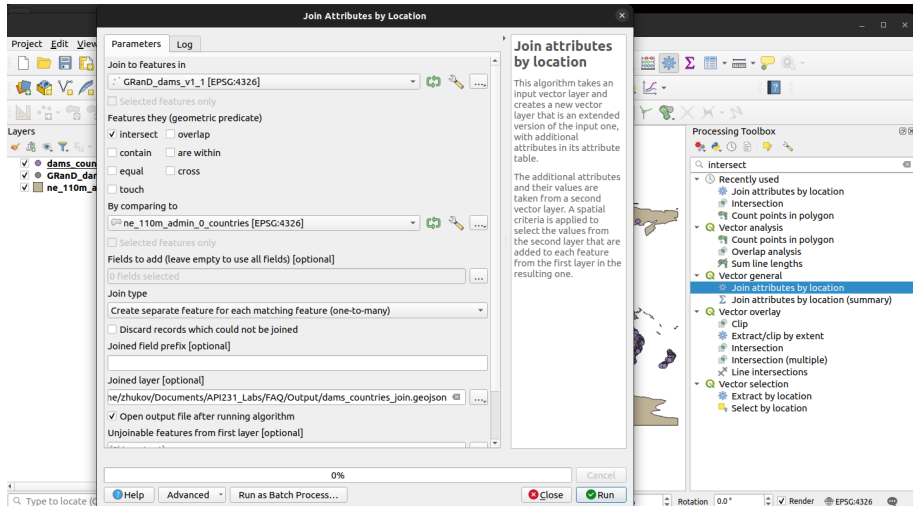 Join Attributes by Location
Project Edit View
Parameters Log
Join to features in
GRanD_dams_v1_1 [EPSG:4326]
Selected features only
Features they (geometric predicate)
intersect overlap
contain are within
equal cross
touch
By comparing to
ne_110m_admin_0_countries [EPSG:4326]
Selected features only
Fields to add (leave empty to use all fields) [optional]
0 fields selected
Join type
Create separate feature for each matching feature (one-to-many)
Discard records which could not be joined
Joined field prefix [optional]
Joined layer [optional]
ne/zhukov/Documents/API231_Labs/FAQ/Output/dams_countries_join.geojson
Open output file after running algorithm
Unjoinable features from first layer [optional]
0%
Cancel
Help Advanced Run as Batch Process... Close Run
Join attributes
by location
This algorithm takes an
input vector layer and
creates a new vector
layer that is an extended
version of the input one,
with additional
attributes in its attribute
table.
The additional attributes
and their values are
taken from a second
vector layer. A spatial
criteria is applied to
select the values from
the second layer that are
added to each feature
from the first layer in the
resulting one.
Layers
dams_coun
GRanD_dar
ne_110m_a
Processing Toolbox
intersect
Recently used
Join attributes by location
Intersection
Count points in polygon
Vector analysis
Count points in polygon
Overlap analysis
Sum line lengths
Vector general
Join attributes by location
Join attributes by location (summary)
Vector overlay
Clip
Extract/clip by extent
Intersection
Intersection (multiple)
Line intersections
Vector selection
Extract by location
Select by location
Type to locate (C
Rotation 0.0° Render EPSG:4326